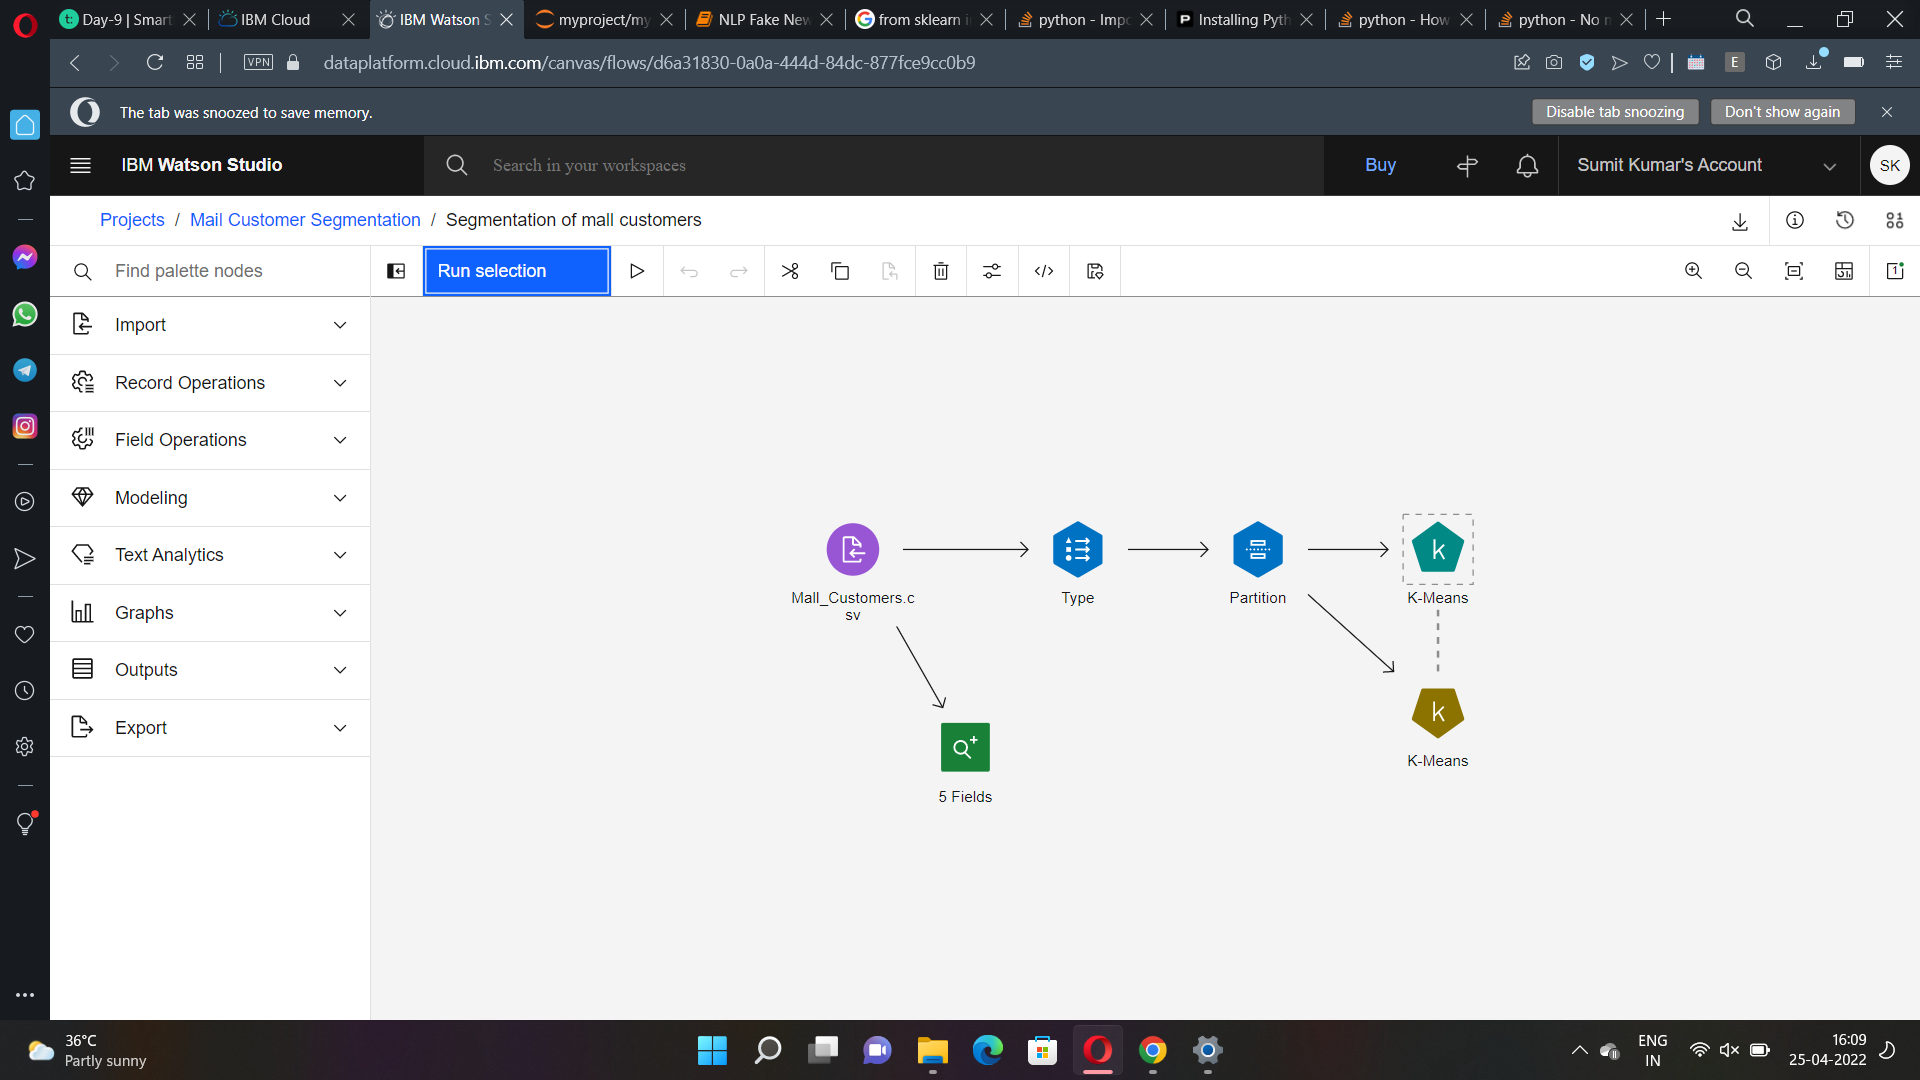 Day-9 | Smart
IBM Cloud
IBM Watson S
myproject/my
NLP Fake New
from sklearn i
python - Impo
Installing Pyth
python - How
python - No n
VPN
dataplatform.cloud.ibm.com/canvas/flows/d6a31830-0a0a-444d-84dc-877fce9cc0b9
E
The tab was snoozed to save memory.
Disable tab snoozing
Don't show again
IBM Watson Studio
Search in your workspaces
Buy
Sumit Kumar's Account
SK
Projects / Mail Customer Segmentation / Segmentation of mall customers
Find palette nodes
Run selection
1
Import
Record Operations
Field Operations
Modeling
Text Analytics
Graphs
Outputs
Export
Mall_Customers.c
sv
Type
Partition
k
K-Means
k
K-Means
5 Fields
36°C
Partly sunny
ENG
IN
16:09
25-04-2022